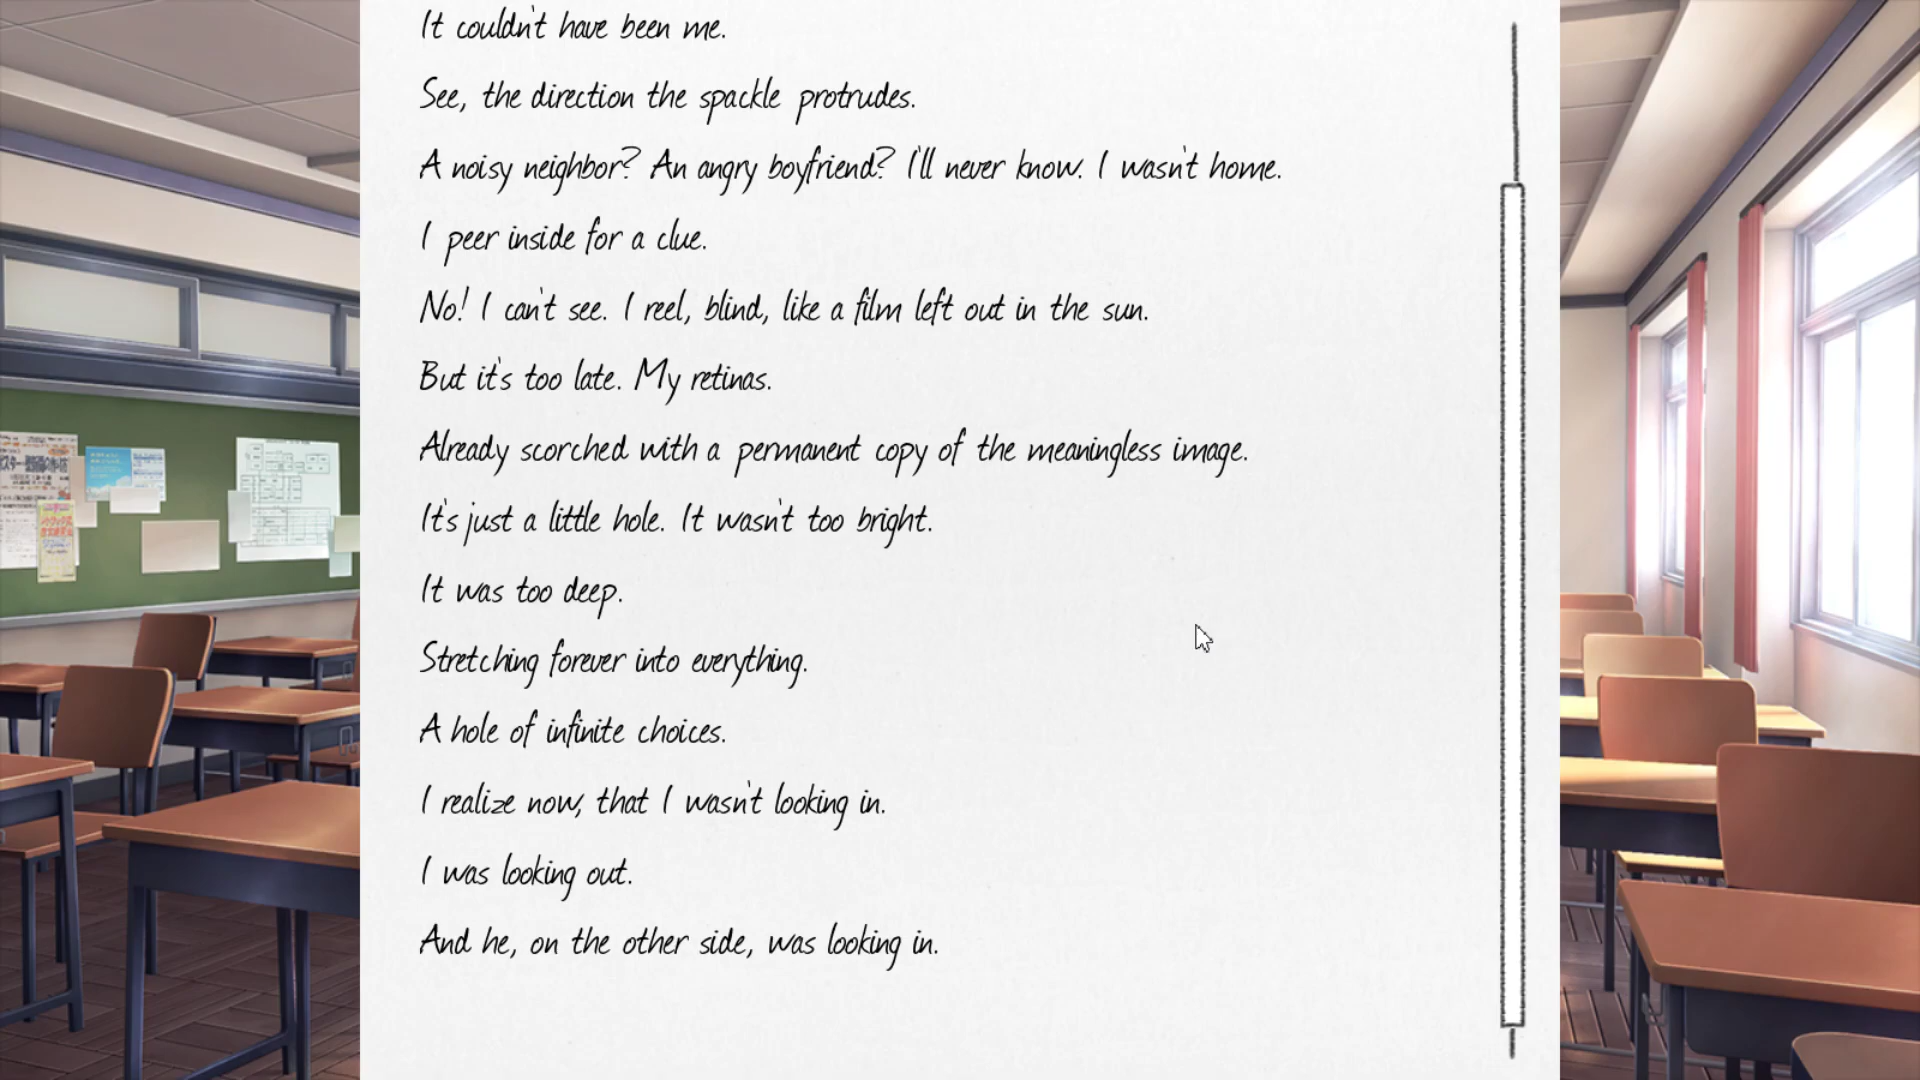 It couldn't have been me.
See, the direction the spackle protrudes.
A noisy neighbor? An angry boyfriend? I'll never know. I wasn't home.
I peer inside for a clue.
No! I can't see. I reel, blind, like a film left out in the sun.
But it's too late. My retinas.
Already scorched with a permanent copy of the meaningless image.
It's just a little hole. It wasn't too bright.
It was too deep.
Stretching forever into everything.
A hole of infinite choices.
I realize now, that I wasn't looking in.
I was looking out.
And he, on the other side, was looking in.